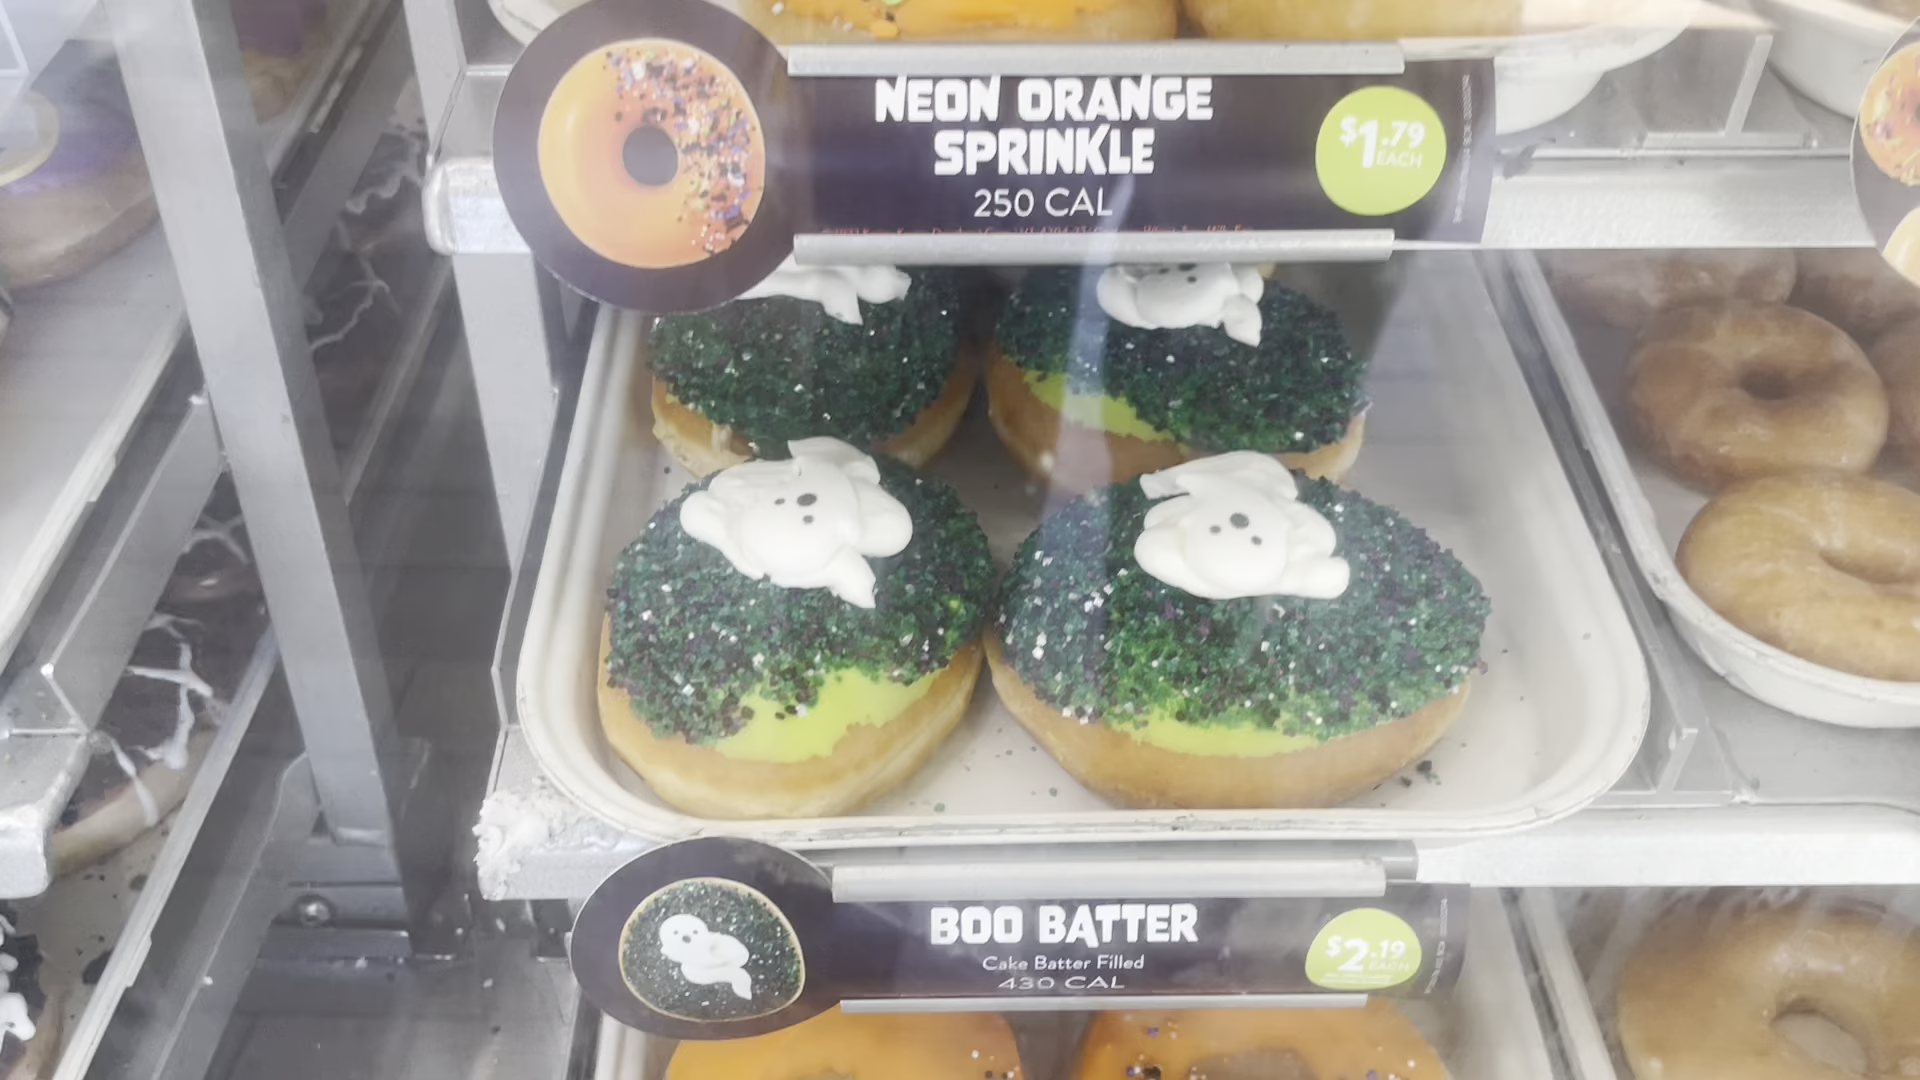 NEON ORANGE
SPRINKLE
250 CAL
$1.79
EACH
BOO BATTER
Cake Batter Filled
430 CAL
$2.19
EACH